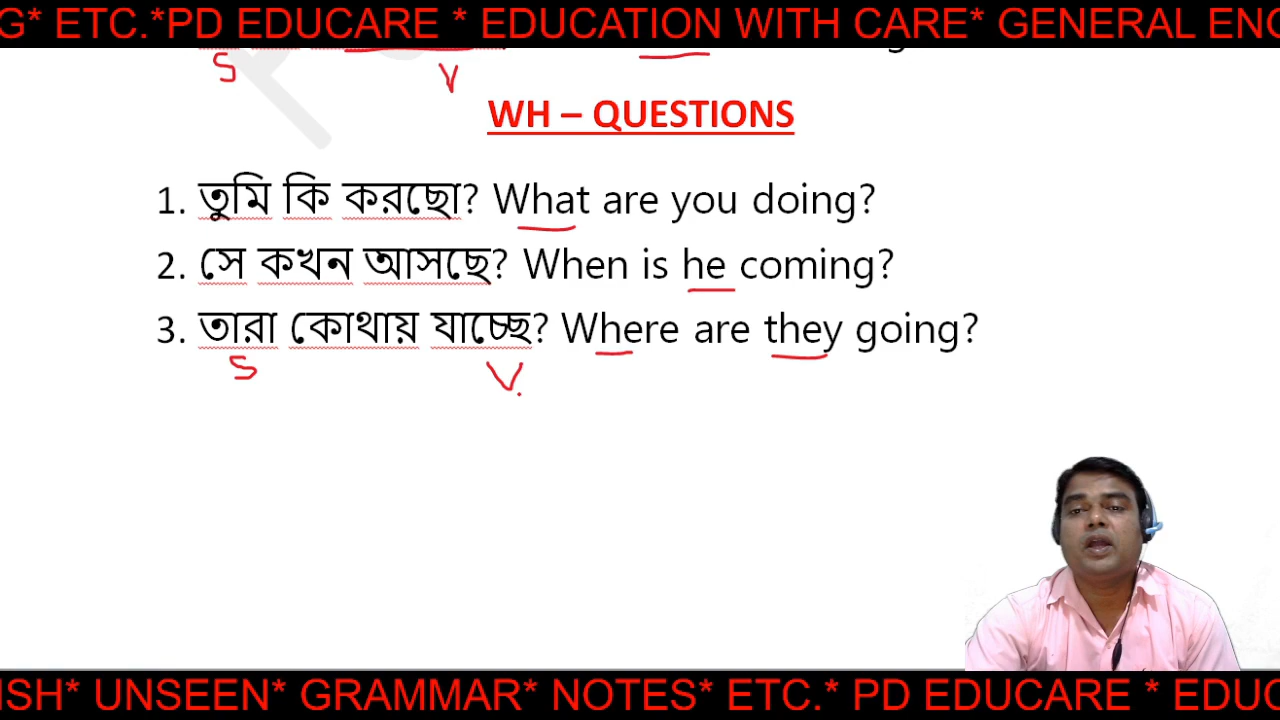 G* ETC.*PD EDUCARE * EDUCATION WITH CARE* GENERAL ENG
S V
WH – QUESTIONS
1. তুমি কি করছো? What are you doing?
2. সে কখন আসছে? When is he coming?
3. তারা কোথায় যাচ্ছে? Where are they going?
S V.
ISH* UNSEEN* GRAMMAR* NOTES* ETC.* PD EDUCARE * EDUC